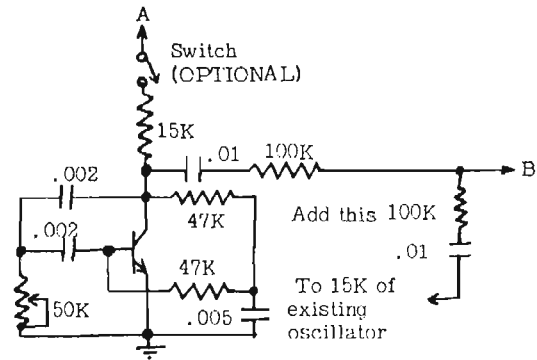 A
Switch
(OPTIONAL)
15K
.01
100K
B
.002
47K
Add this 100K
.002
.01
47K
To 15K of
existing
oscillator
50K
.005